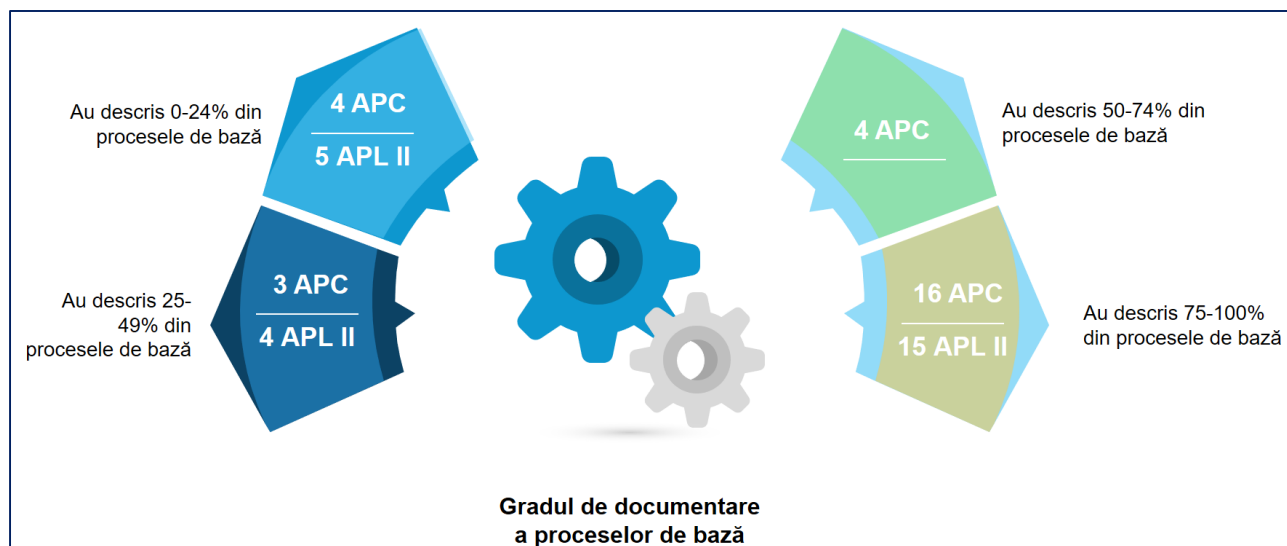 Au descris 0-24% din
procesele de bază
4 APC
5 APL II
Au descris 25-
49% din
procesele de bază
3 APC
4 APL II
4 APC
Au descris 50-74% din
procesele de bază
16 APC
15 APL II
Au descris 75-100%
din procesele de bază
Gradul de documentare
a proceselor de bază